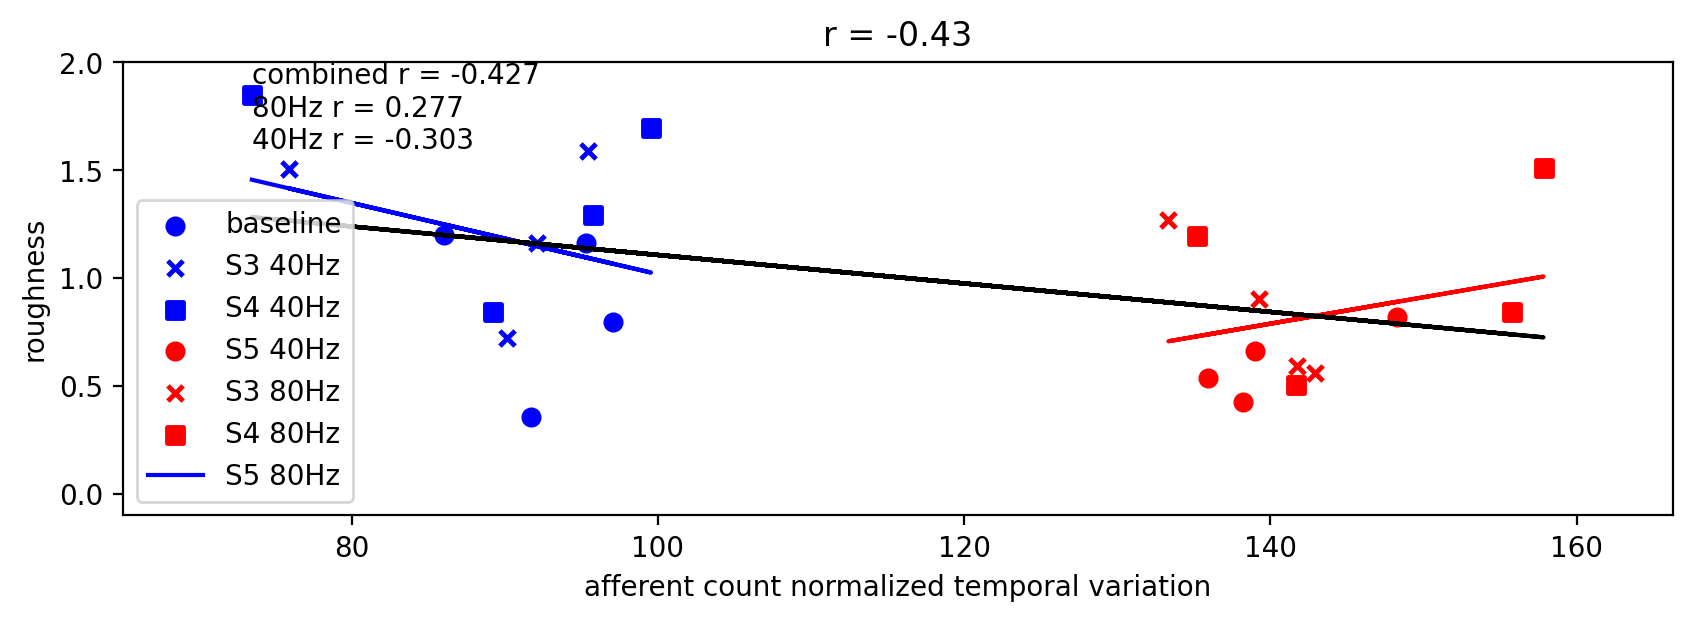 r = -0.43
combined r = -0.427
80Hz r = 0.277
40Hz r = -0.303
2.0
1.5
1.0
0.5
0.0
roughness
baseline
S3 40Hz
S4 40Hz
S5 40Hz
S3 80Hz
S4 80Hz
S5 80Hz
80 100 120 140 160
afferent count normalized temporal variation